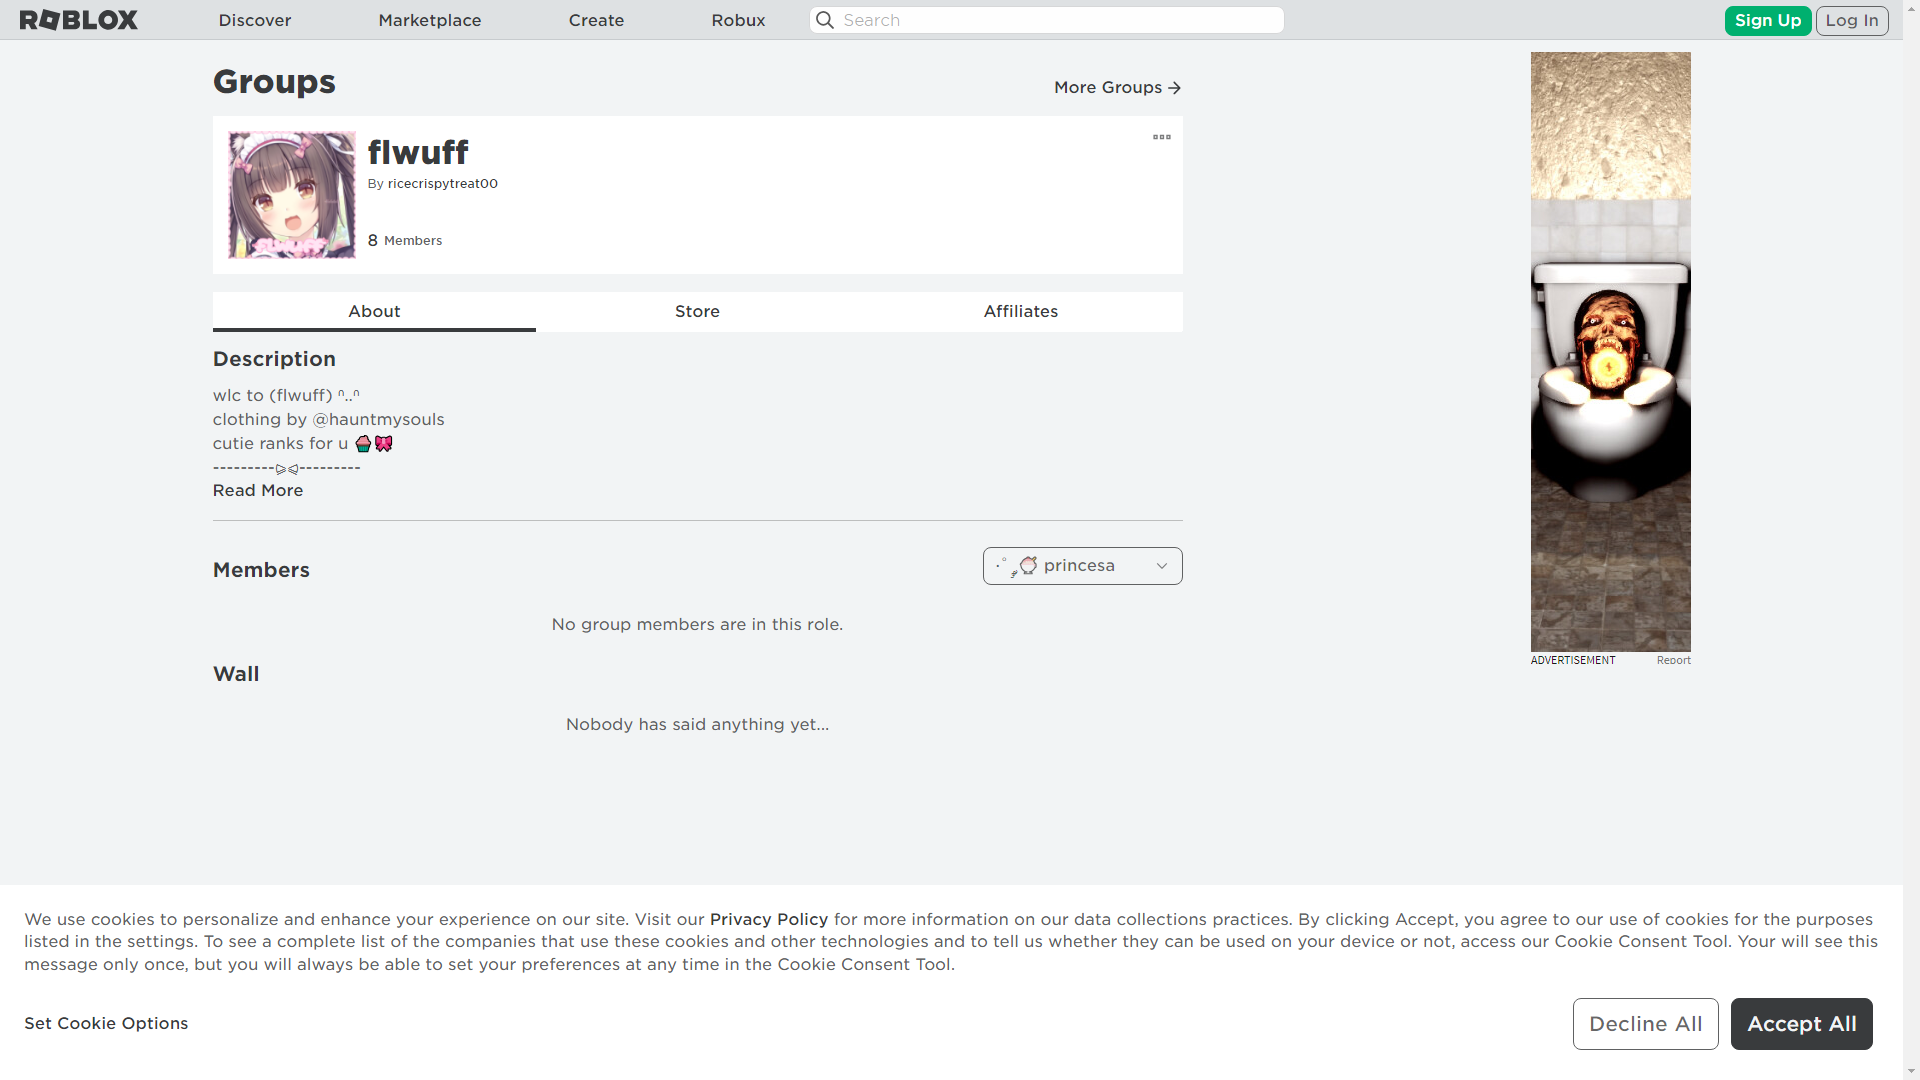 ROBLOX
Discover
Marketplace
Create
Robux
Search
Sign Up
Log In
Groups
More Groups →
flwuff
By ricecrispytreat00
8 Members
FLWUFF
About
Store
Affiliates
Description
wlc to (flwuff) ᐢ..ᐢ
clothing by @hauntmysouls
cutie ranks for u 🧁🎀
---------⩥⩤---------
Read More
Members
princesa
No group members are in this role.
Wall
Nobody has said anything yet...
ADVERTISEMENT
Report
We use cookies to personalize and enhance your experience on our site. Visit our Privacy Policy for more information on our data collections practices. By clicking Accept, you agree to our use of cookies for the purposes
listed in the settings. To see a complete list of the companies that use these cookies and other technologies and to tell us whether they can be used on your device or not, access our Cookie Consent Tool. Your will see this
message only once, but you will always be able to set your preferences at any time in the Cookie Consent Tool.
Set Cookie Options
Decline All
Accept All